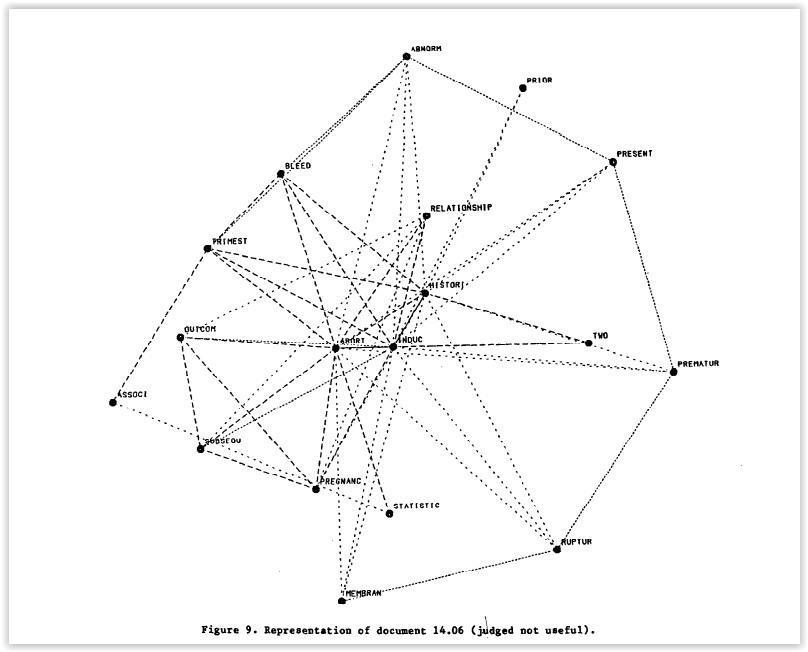 ABNORM
PRIOR
PRESENT
BLEED
RELATIONSHIP
PRIMEST
HISTORI
OUTCOM
ABORT
INDUC
TWO
PREMATUR
ASSOCI
SUBSEQU
PREGNANC
STATISTIC
RUPTUR
MEMBRAN
Figure 9. Representation of document 14.06 (judged not useful).